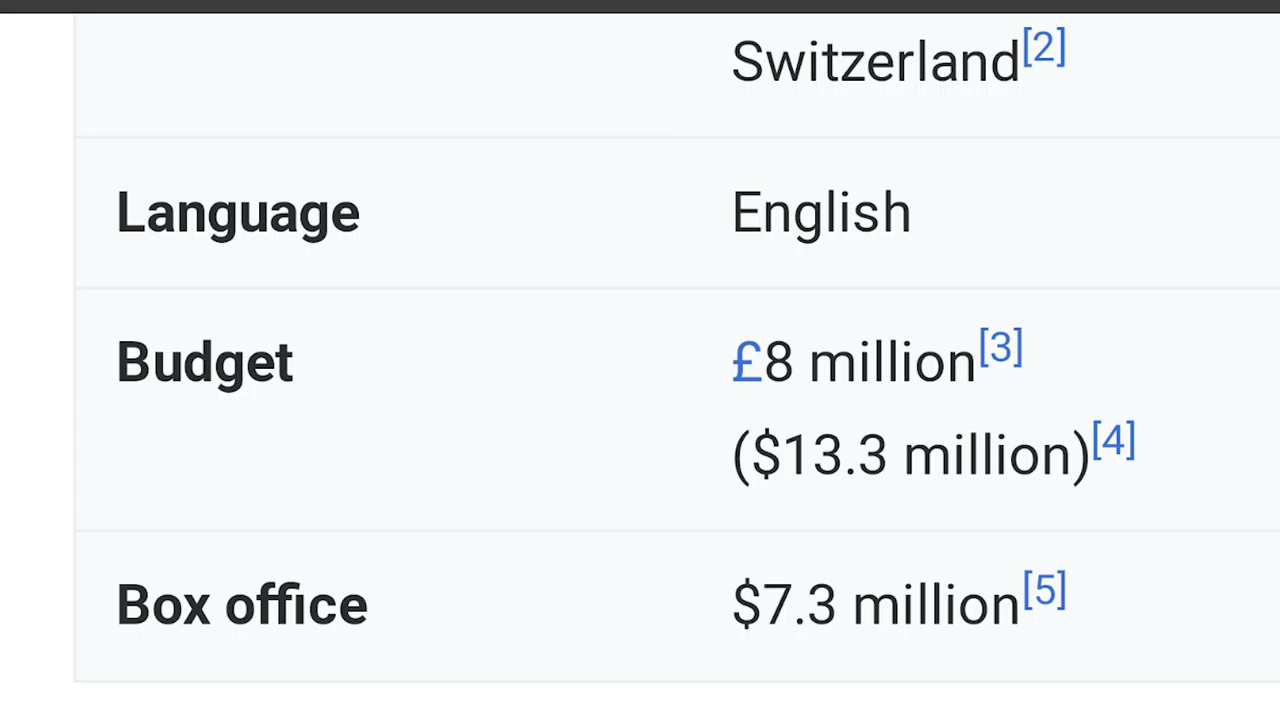 Switzerland[2]
Language English
Budget £8 million[3]
($13.3 million)[4]
Box office $7.3 million[5]